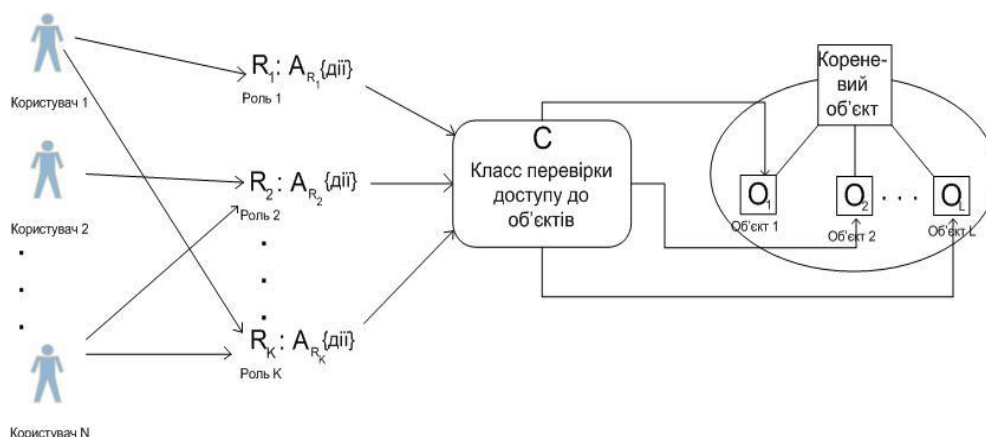 Користувач 1
Користувач 2
Користувач N
R1: AR1{дії}
Роль 1
R2: AR2{дії}
Роль 2
RK: ARK{дії}
Роль K
C
Класс перевірки
доступу до
об'єктів
Корене-
вий
об'єкт
O1
Об'єкт 1
O2
Об'єкт 2
. . .
OL
Об'єкт L